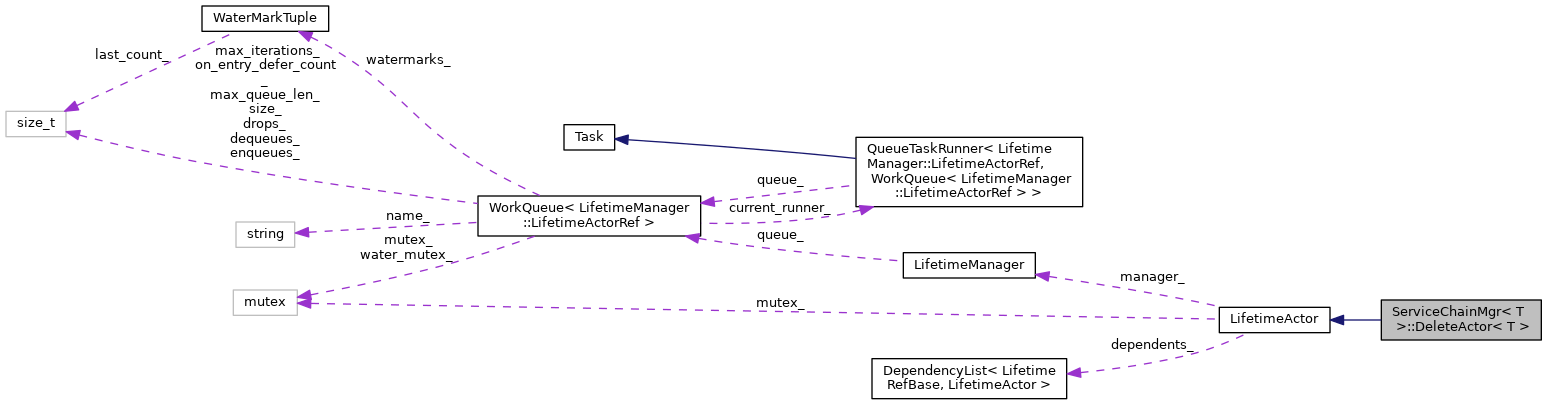 WaterMarkTuple
last_count_
max_iterations_
on_entry_defer_count
_
max_queue_len_
size_
drops_
dequeues_
enqueues_
watermarks_
size_t
Task
QueueTaskRunner< Lifetime
Manager::LifetimeActorRef,
WorkQueue< LifetimeManager
::LifetimeActorRef > >
queue_
current_runner_
WorkQueue< LifetimeManager
::LifetimeActorRef >
name_
string
mutex_
water_mutex_
queue_
LifetimeManager
manager_
mutex
mutex_
LifetimeActor
ServiceChainMgr< T
>::DeleteActor< T >
dependents_
DependencyList< Lifetime
RefBase, LifetimeActor >